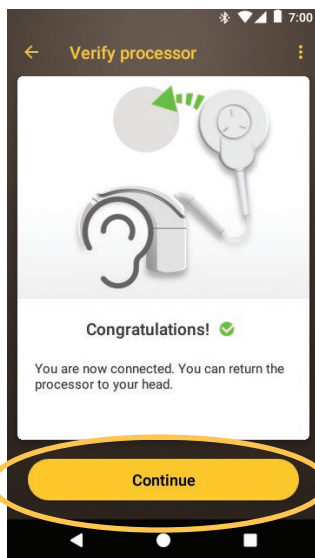 7:00
Verify processor
Congratulations!
You are now connected. You can return the
processor to your head.
Continue